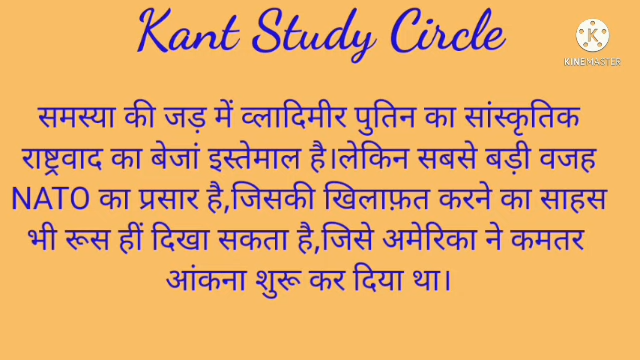 Kant Study Circle
K
KINEMASTER
समस्या की जड़ में व्लादिमीर पुतिन का सांस्कृतिक
राष्ट्रवाद का बेजां इस्तेमाल है।लेकिन सबसे बड़ी वजह
NATO का प्रसार है,जिसकी खिलाफ़त करने का साहस
भी रूस हीं दिखा सकता है,जिसे अमेरिका ने कमतर
आंकना शुरू कर दिया था।